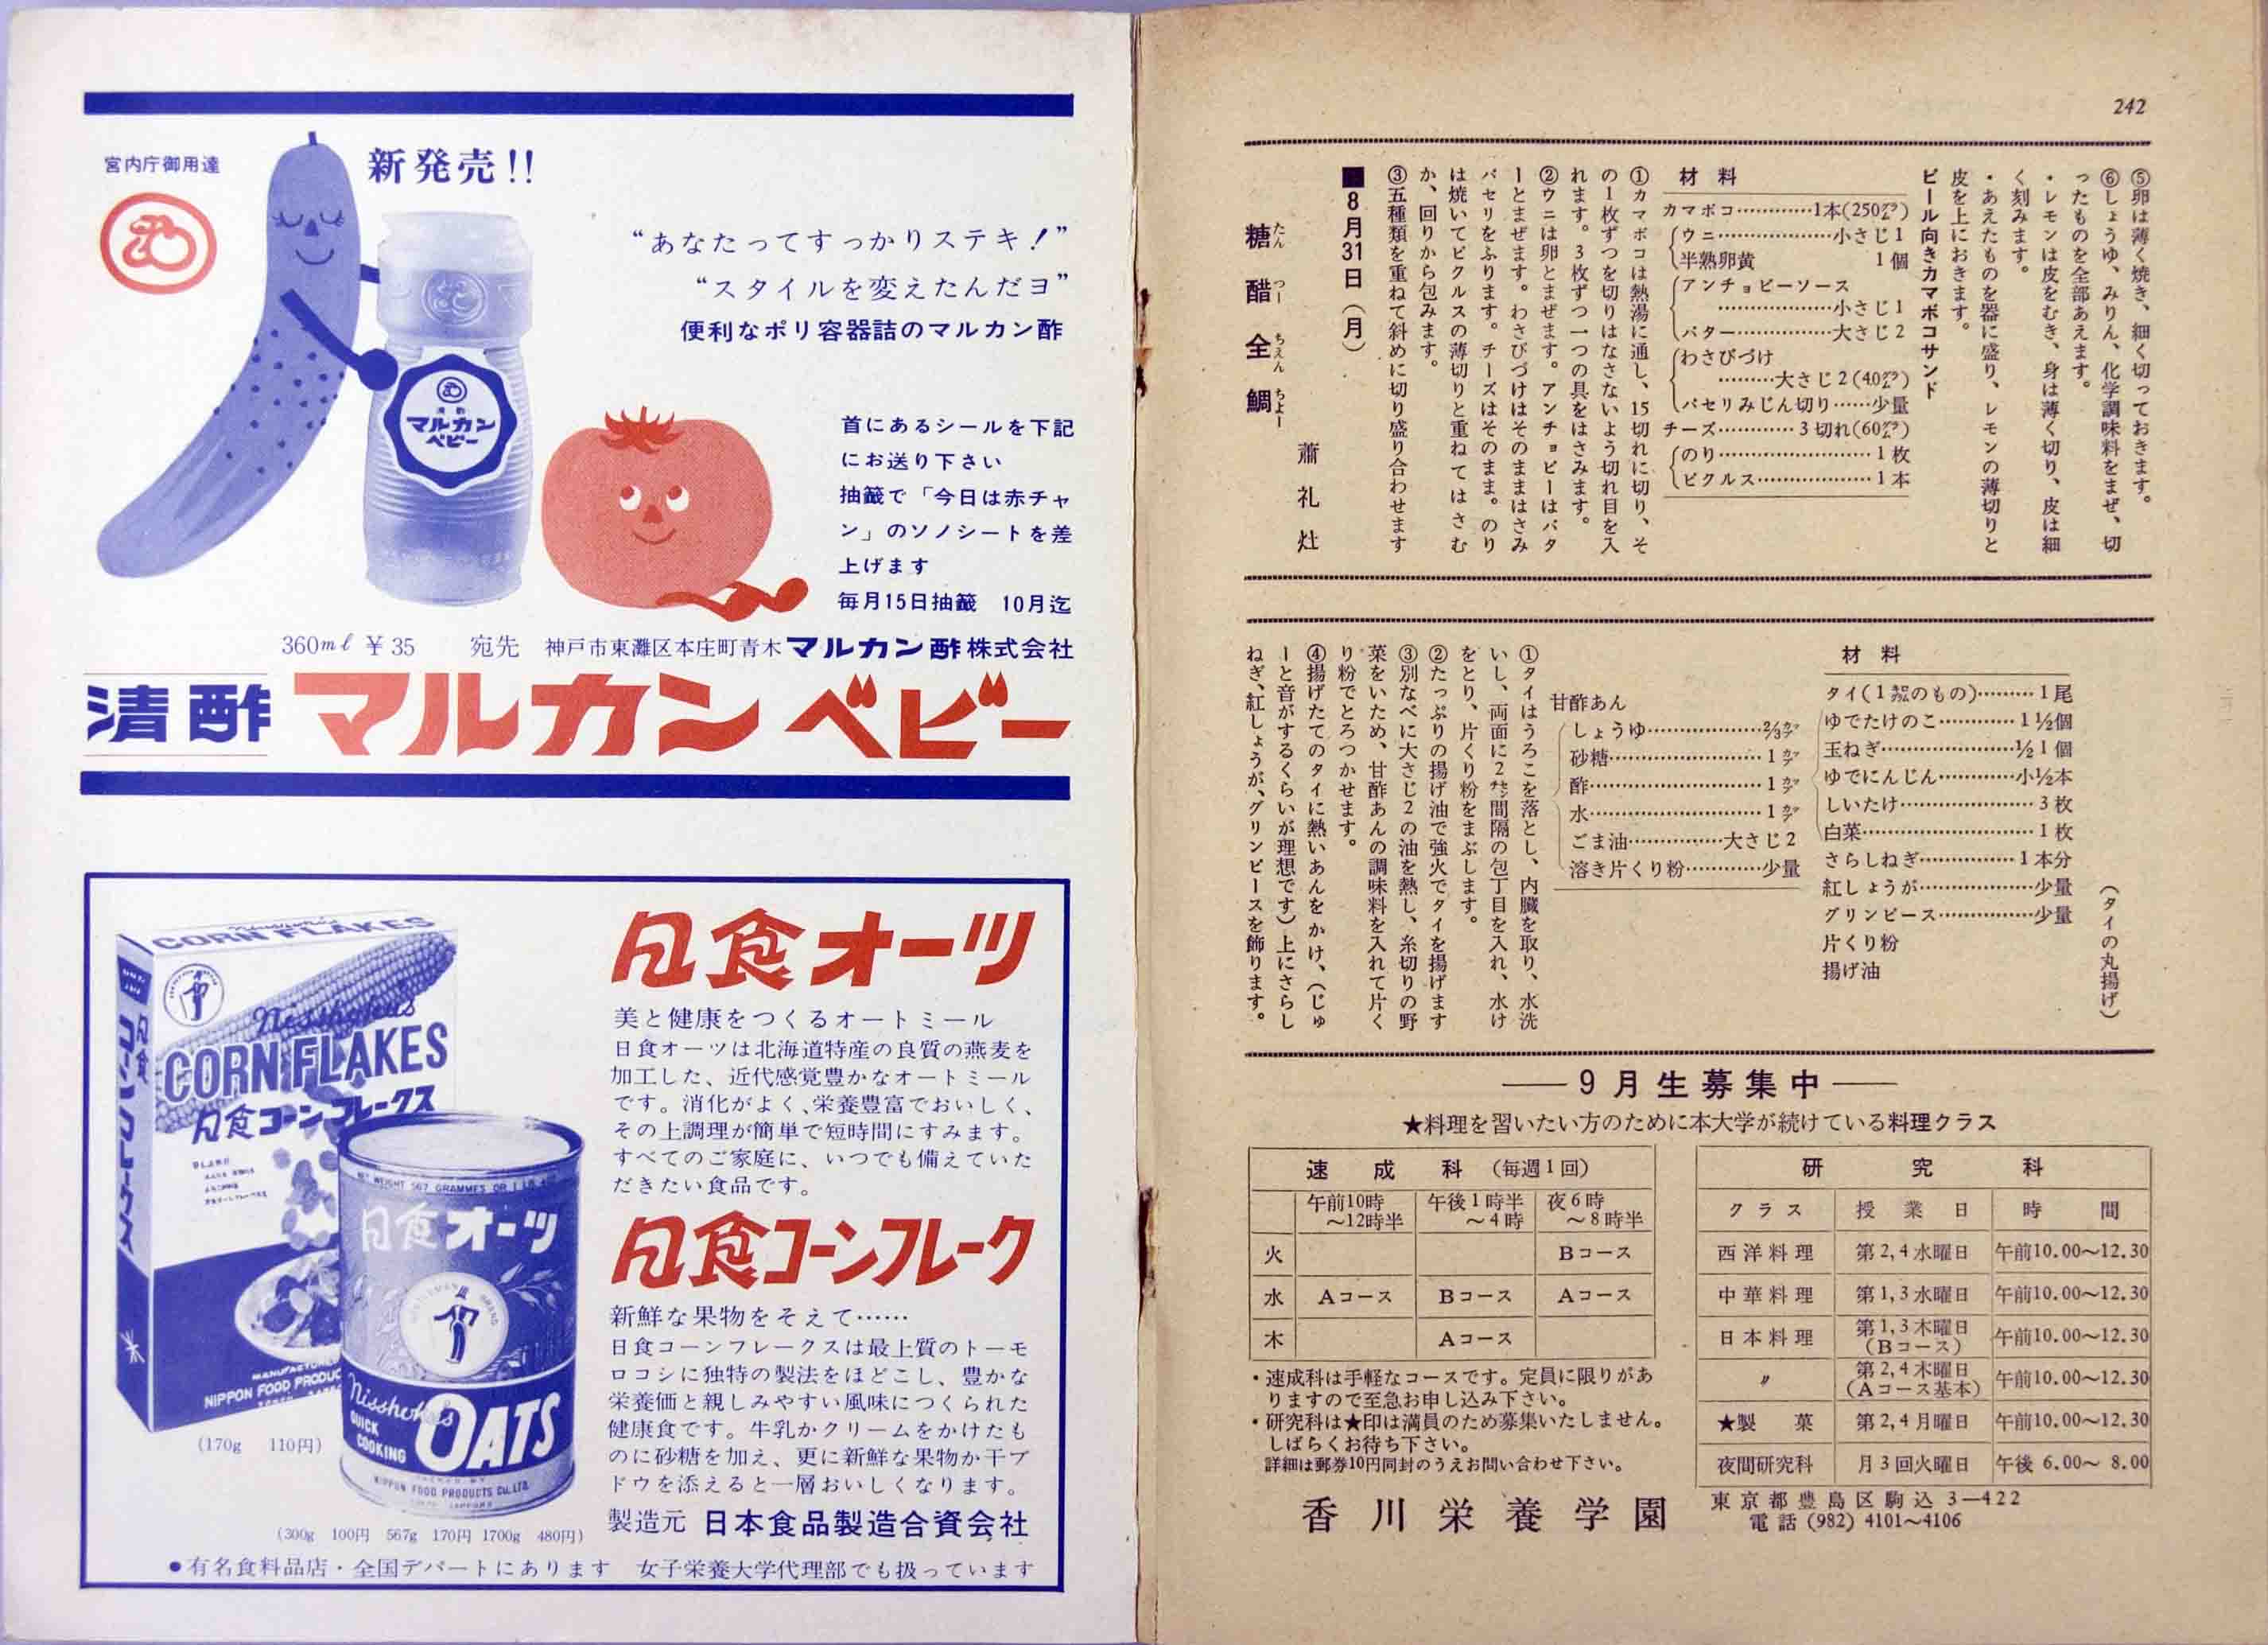 242
⑤卵は薄く焼き、細く切っておきます。
⑥しょうゆ、みりん、化学調味料をまぜ、切
ったものを全部あえます。
・レモンは皮をむき、身は薄く切り、皮は細
く刻みます。
・あえたものを器に盛り、レモンの薄切りと
皮を上におきます。
ビール向きカマボコサンド
材料
カマボコ…………1本(250㌘)
ウニ………………小さじ1
半熟卵黄 1個
アンチョビーソース
………………小さじ1
バター……………大さじ2
わさびづけ
………大さじ2(40㌘)
パセリみじん切り……少量
チーズ…………3切れ(60㌘)
のり……………………1枚
ピクルス………………1本
①カマボコは熱湯に通し、15切れに切り、そ
の1枚ずつを切りはなさないよう切れ目を入
れます。3枚ずつ一つの具をはさみます。
②ウニは卵とまぜます。アンチョビーはバタ
ーとまぜます。わさびづけはそのままはさみ
パセリをふります。チーズはそのまま。のり
は焼いてピクルスの薄切りと重ねてはさむ
か、回りから包みます。
③五種類を重ねて斜めに切り盛り合わせます
■8月31日(月)
蕭礼灶
糖醋全鯛
たん つー ちえん ちよー
(タイの丸揚げ)
材料
タイ(1㌔のもの)………1尾
ゆでたけのこ…………1½個
玉ねぎ…………………½1個
ゆでにんじん…………小½本
しいたけ…………………3枚
白菜………………………1枚
さらしねぎ……………1本分
紅しょうが………………少量
グリンピース……………少量
片くり粉
揚げ油
甘酢あん
しょうゆ………………⅔㌍
砂糖……………………1㌍
酢………………………1㌍
水………………………1㌍
ごま油……………大さじ2
溶き片くり粉…………少量
①タイはうろこを落とし、内臓を取り、水洗
いし、両面に2㌢間隔の包丁目を入れ、水け
をとり、片くり粉をまぶします。
②たっぷりの揚げ油で強火でタイを揚げます
③別なべに大さじ2の油を熱し、糸切りの野
菜をいため、甘酢あんの調味料を入れて片く
り粉でとろつかせます。
④揚げたてのタイに熱いあんをかけ、(じゅ
ーと音がするくらいが理想です)上にさらし
ねぎ、紅しょうが、グリンピースを飾ります。
9月生募集中
★料理を習いたい方のために本大学が続けている料理クラス
速成科(毎週1回)
午前10時～12時半 午後1時半～4時 夜6時～8時半
火 Bコース
水 Aコース Bコース Aコース
木 Aコース
・速成科は手軽なコースです。定員に限りがあ
りますので至急お申し込み下さい。
・研究科は★印は満員のため募集いたしません。
しばらくお待ち下さい。
詳細は郵券10円同封のうえお問い合わせ下さい。
研究科
クラス 授業日 時間
西洋料理 第2,4水曜日 午前10.00～12.30
中華料理 第1,3水曜日 午前10.00～12.30
日本料理 第1,3木曜日(Bコース) 午前10.00～12.30
〃 第2,4木曜日(Aコース基本) 午前10.00～12.30
★製菓 第2,4月曜日 午前10.00～12.30
夜間研究科 月3回火曜日 午後6.00～8.00
香川栄養学園
東京都豊島区駒込3—422
電話(982)4101～4106
宮内庁御用達
新発売!!
“あなたってすっかりステキ！”
“スタイルを変えたんだヨ”
便利なポリ容器詰のマルカン酢
清酢
マルカン
ベビー
首にあるシールを下記
にお送り下さい
抽籤で「今日は赤チャ
ン」のソノシートを差
上げます
毎月15日抽籤 10月迄
360ml ¥35 宛先 神戸市東灘区本庄町青木マルカン酢株式会社
清酢 マルカンベビー
日食オーツ
美と健康をつくるオートミール
日食オーツは北海道特産の良質の燕麦を
加工した、近代感覚豊かなオートミール
です。消化がよく、栄養豊富でおいしく、
その上調理が簡単で短時間にすみます。
すべてのご家庭に、いつでも備えていた
だきたい食品です。
日食コーンフレーク
新鮮な果物をそえて……
日食コーンフレークスは最上質のトーモ
ロコシに独特の製法をほどこし、豊かな
栄養価と親しみやすい風味につくられた
健康食です。牛乳かクリームをかけたも
のに砂糖を加え、更に新鮮な果物か干ブ
ドウを添えると一層おいしくなります。
製造元 日本食品製造合資会社
CORN FLAKES
Nisshoku's
CORN FLAKES
日食コーンフレークス
日食コーンフレークス
MANUFACTURED
NIPPON FOOD PRODUC
NET WEIGHT 567 GRAMMES OR 1 LB
日食オーツ
Nisshoku's
QUICK
COOKING
OATS
NIPPON FOOD PRODUCTS Co.LTD.
(170g 110円)
(300g 100円 567g 170円 1700g 480円)
●有名食料品店・全国デパートにあります 女子栄養大学代理部でも扱っています